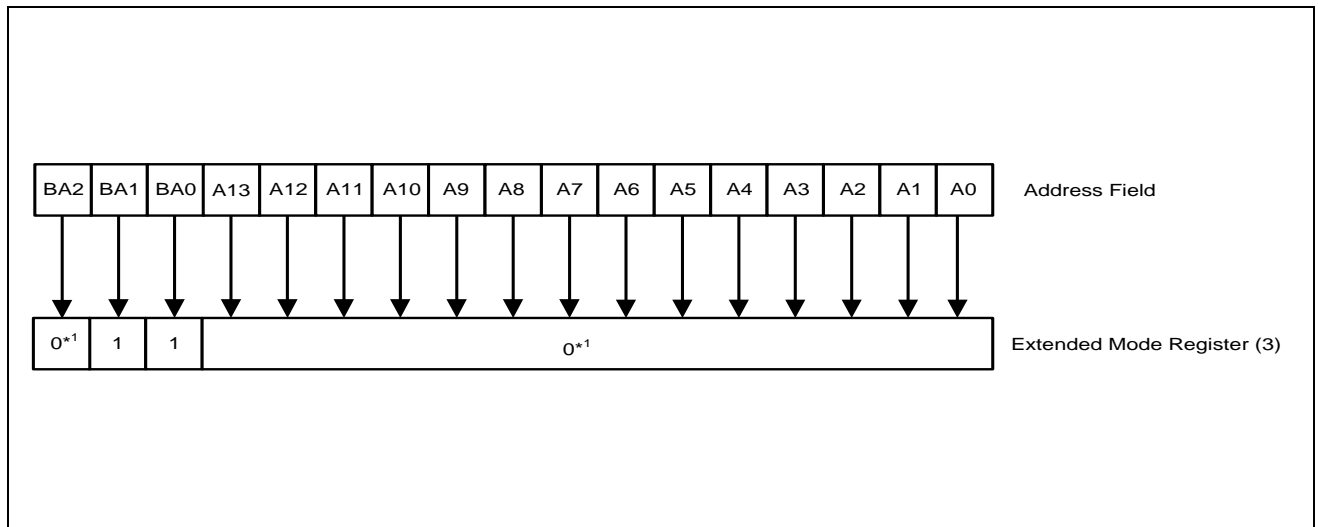 BA2 BA1 BA0 A13 A12 A11 A10 A9 A8 A7 A6 A5 A4 A3 A2 A1 A0 Address Field
0*1 1 1 0*1 Extended Mode Register (3)